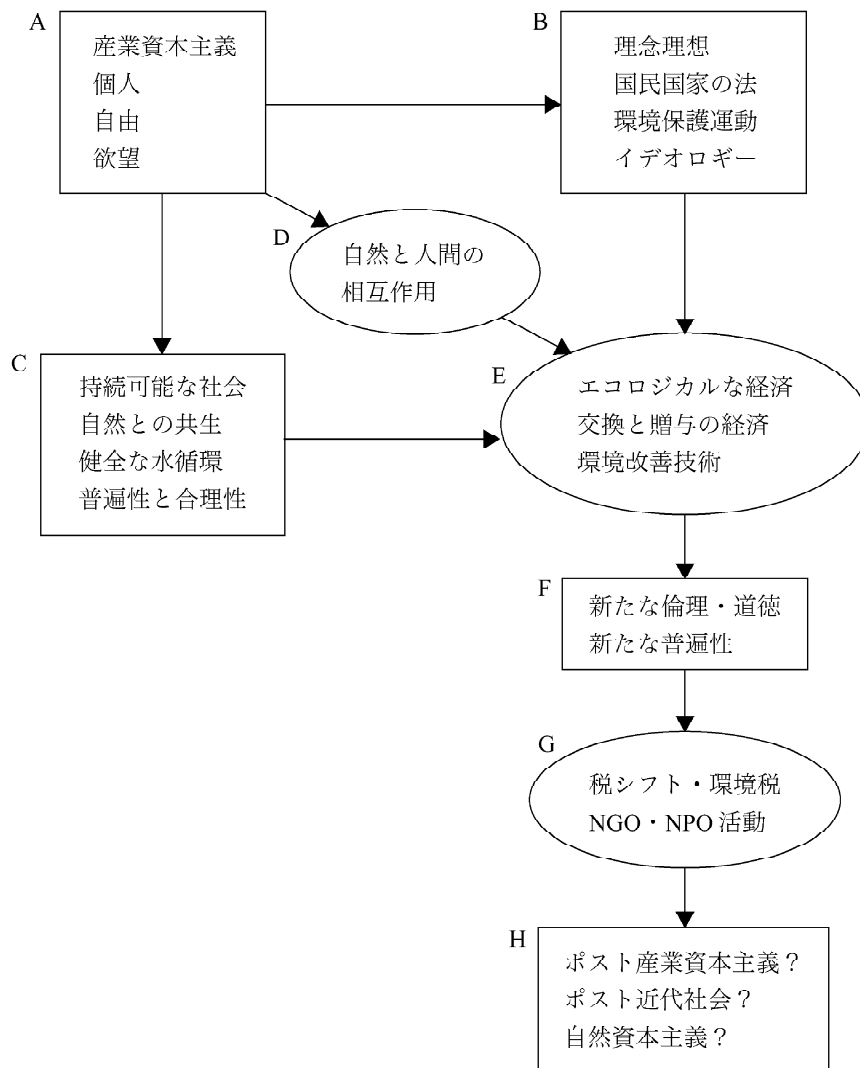 A
産業資木主義
個人
自由
欲望
B
理念理想
国民国家の法
環境保護運動
イデオロギー
D
自然と人間の
相互作用
C
持続可能な社会
自然との共生
健全な水循環
普遍性と合理性
E
エコロジカルな経済
交換と贈与の経済
環境改善技術
F
新たな倫理・道徳
新たな普遍性
G
税シフト・環境税
NGO・NPO 活動
H
ポスト産業資本主義？
ポスト近代社会？
自然資本主義？